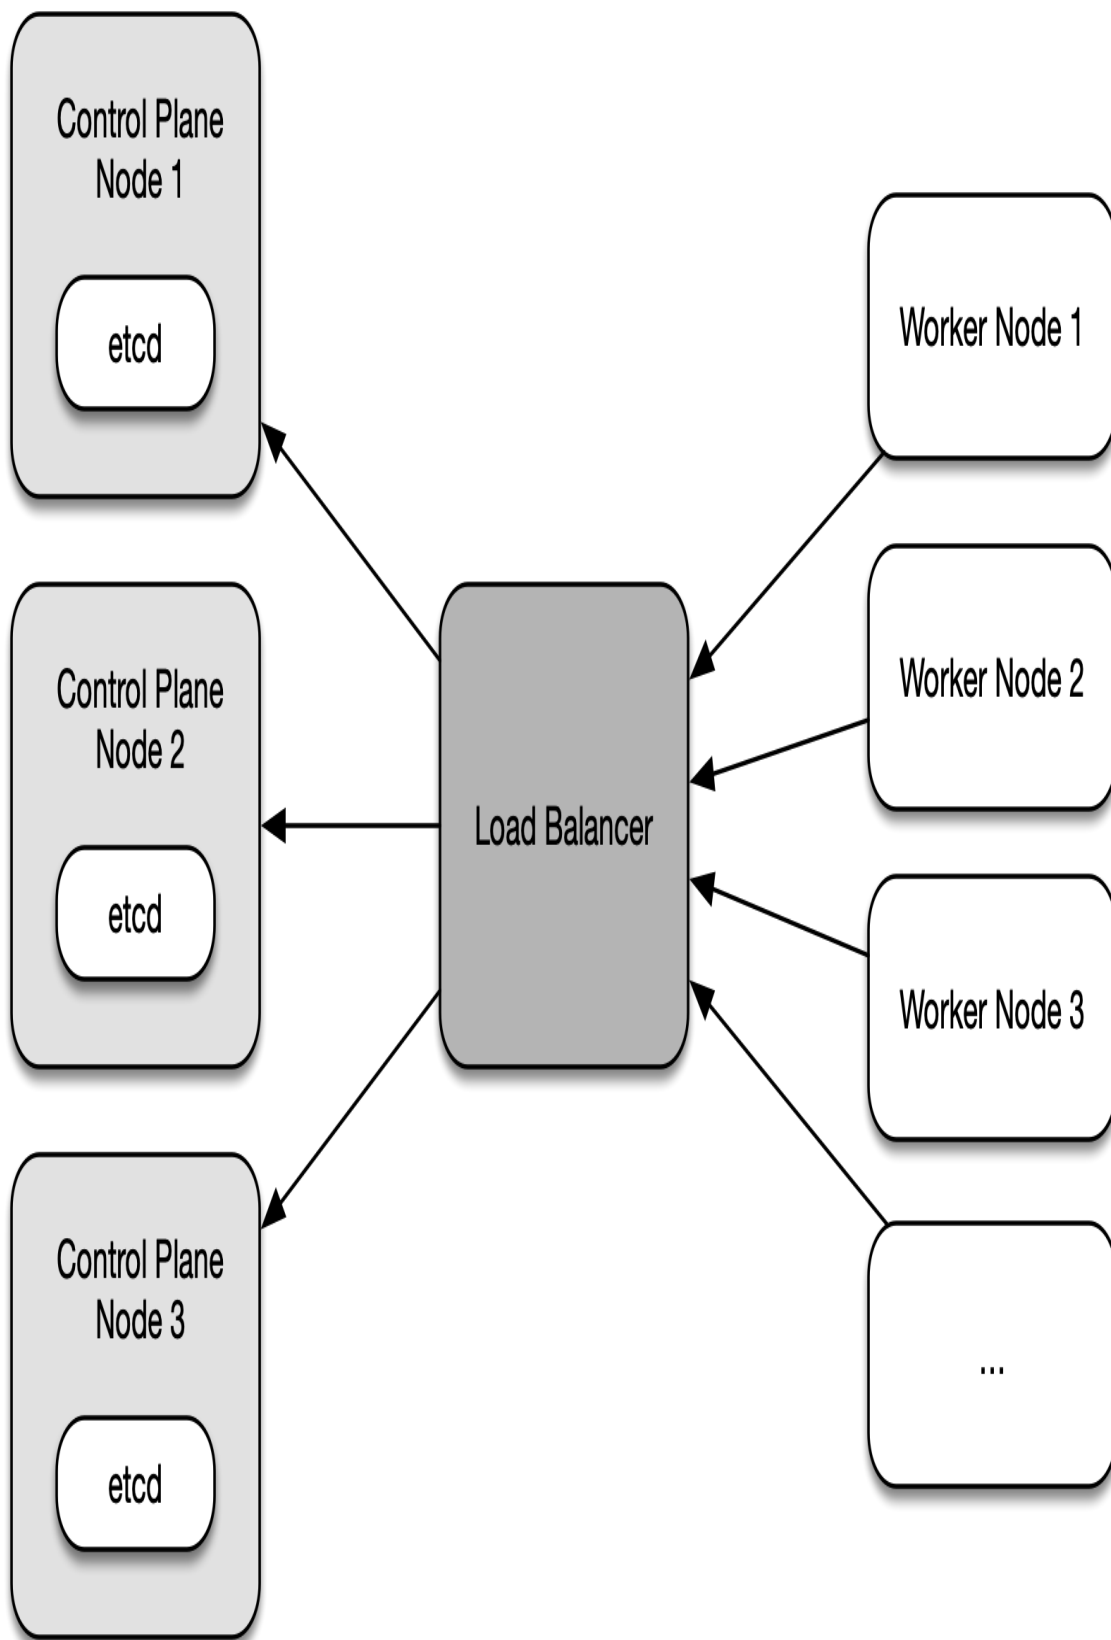 Control Plane
Node 1
etcd
Control Plane
Node 2
etcd
Control Plane
Node 3
etcd
Load Balancer
Worker Node 1
Worker Node 2
Worker Node 3
...